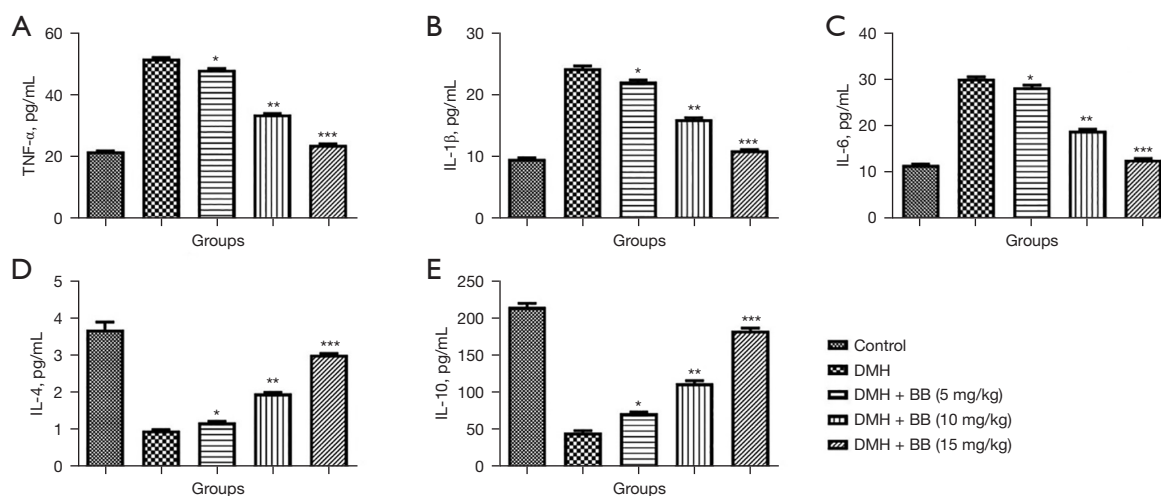 A
TNF-α, pg/mL
60
40
20
0
*
**
***
Groups
B
IL-1β, pg/mL
30
20
10
0
*
**
***
Groups
C
IL-6, pg/mL
40
30
20
10
0
*
**
***
Groups
D
IL-4, pg/mL
5
4
3
2
1
0
*
**
***
Groups
E
IL-10, pg/mL
250
200
150
100
50
0
*
**
***
Groups
Control
DMH
DMH + BB (5 mg/kg)
DMH + BB (10 mg/kg)
DMH + BB (15 mg/kg)